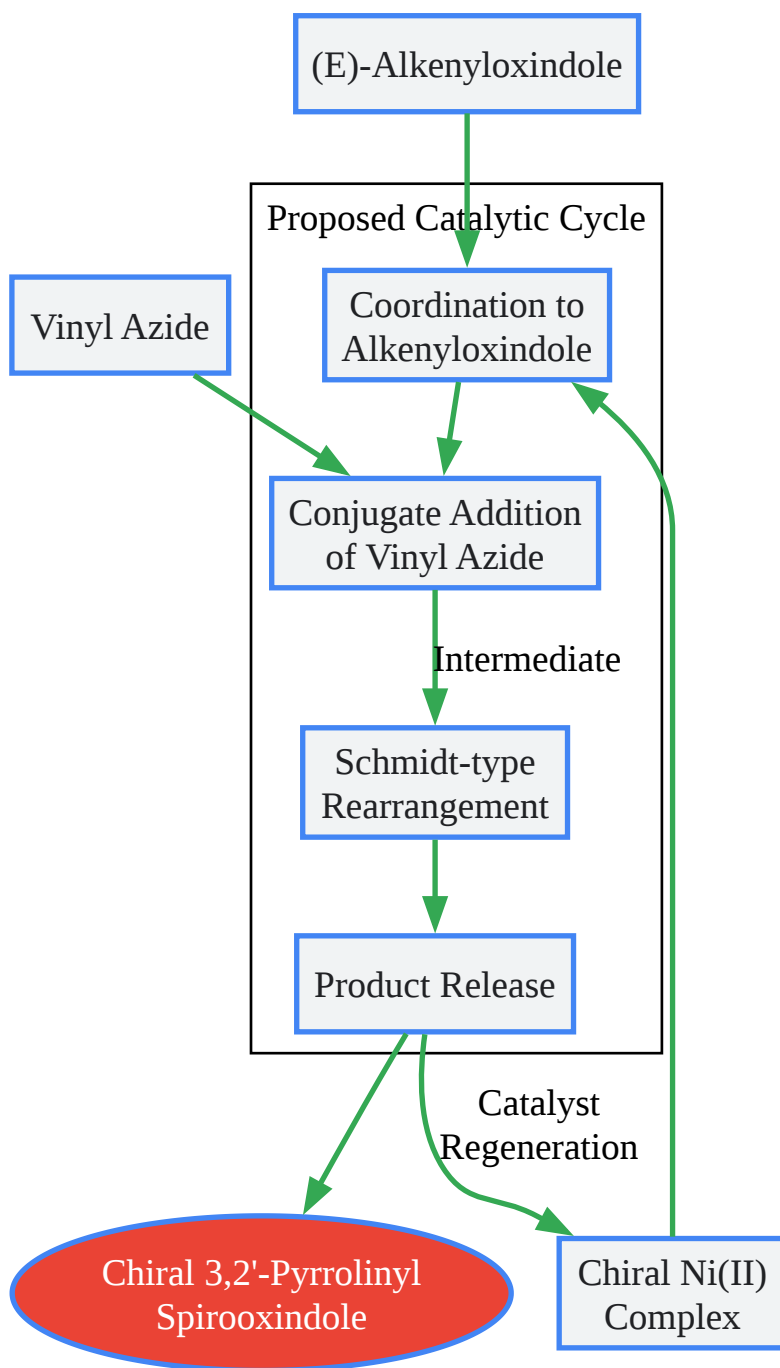 (E)-Alkenyloxindole
Proposed Catalytic Cycle
Vinyl Azide
Coordination to
Alkenyloxindole
Conjugate Addition
of Vinyl Azide
Intermediate
Schmidt-type
Rearrangement
Product Release
Catalyst
Regeneration
Chiral 3,2'-Pyrrolinyl
Spirooxindole
Chiral Ni(II)
Complex